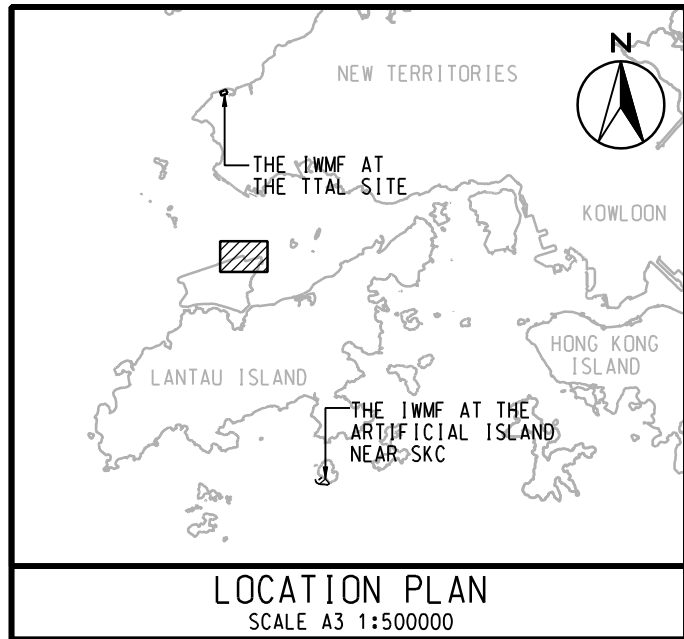 N
NEW TERRITORIES
THE IWMF AT
THE TTAL SITE
KOWLOON
HONG KONG
ISLAND
LANTAU ISLAND
THE IWMF AT THE
ARTIFICIAL ISLAND
NEAR SKC
LOCATION PLAN
SCALE A3 1:500000